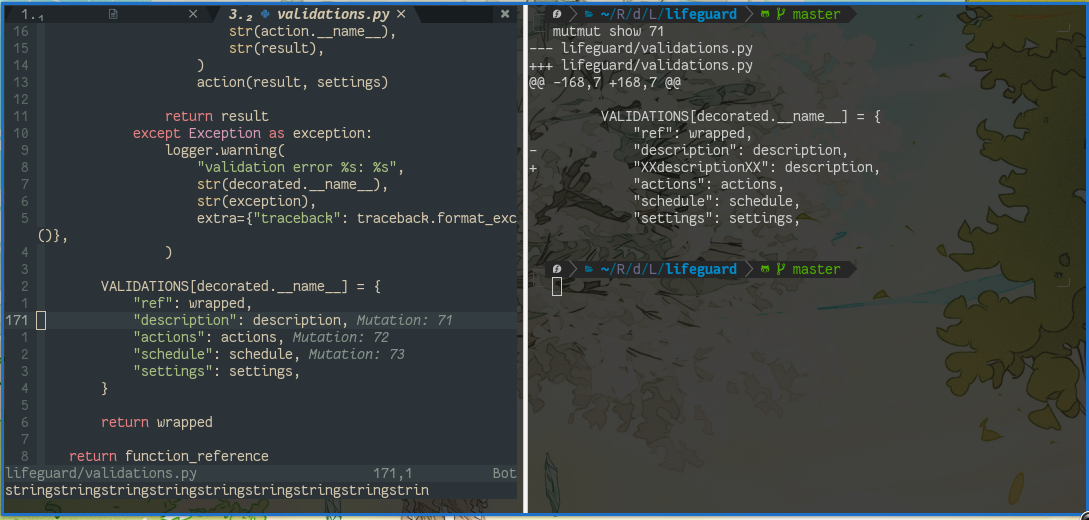 1.₁ 3.₂ validations.py
16 str(action.__name__),
15 str(result),
14 )
13 action(result, settings)
12
11 return result
10 except Exception as exception:
9 logger.warning(
8 "validation error %s: %s",
7 str(decorated.__name__),
6 str(exception),
5 extra={"traceback": traceback.format_exc
()},
4 )
3
2 VALIDATIONS[decorated.__name__] = {
1 "ref": wrapped,
171 "description": description, Mutation: 71
1 "actions": actions, Mutation: 72
2 "schedule": schedule, Mutation: 73
3 "settings": settings,
4 }
5
6 return wrapped
7
8 return function_reference
lifeguard/validations.py 171,1 Bot
stringstringstringstringstringstringstringstringstrin
~/R/d/L/lifeguard master
mutmut show 71
--- lifeguard/validations.py
+++ lifeguard/validations.py
@@ -168,7 +168,7 @@
VALIDATIONS[decorated.__name__] = {
"ref": wrapped,
- "description": description,
+ "XXdescriptionXX": description,
"actions": actions,
"schedule": schedule,
"settings": settings,
~/R/d/L/lifeguard master